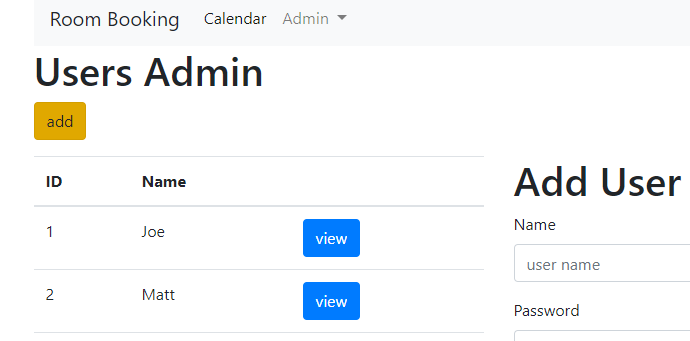 Room Booking Calendar Admin
Users Admin
add
ID Name
1 Joe view
2 Matt view
Add User
Name
user name
Password